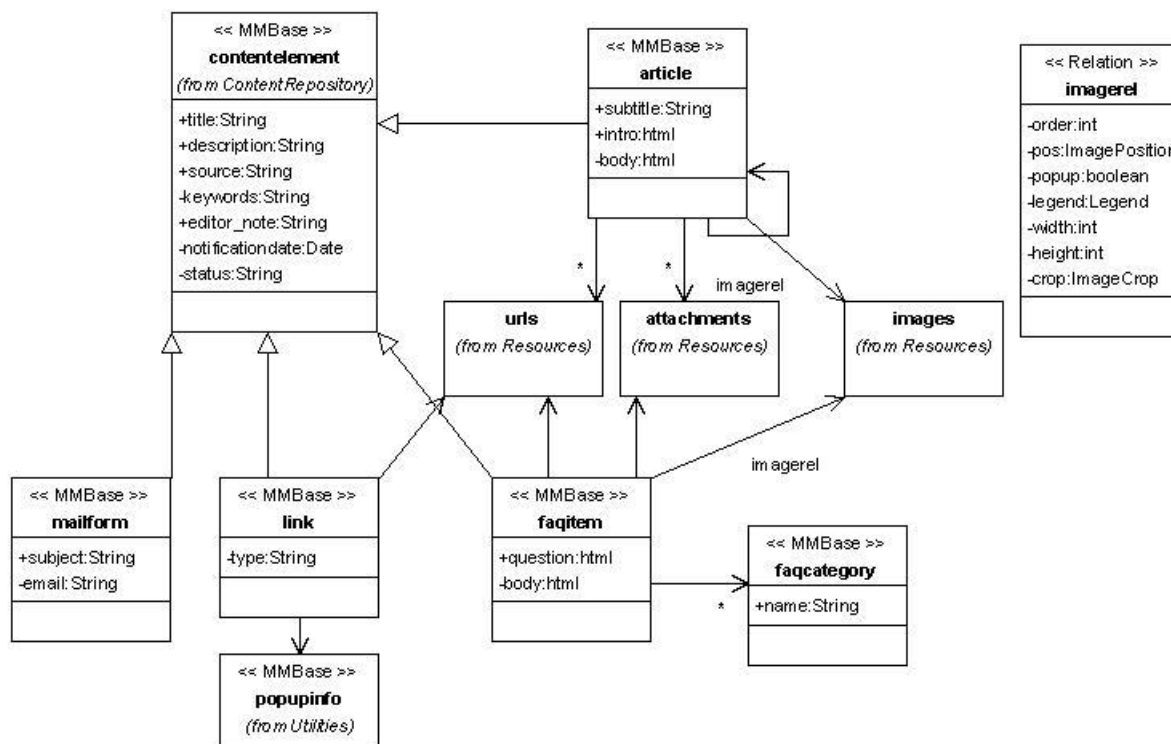 << MMBase >>
contentelement
(from ContentRepository)
+title:String
+description:String
+source:String
-keywords:String
+editor_note:String
-notificationdate:Date
-status:String
<< MMBase >>
article
+subtitle:String
+intro:html
-body:html
<< Relation >>
imagerel
-order:int
-pos:ImagePosition
-popup:boolean
-legend:Legend
-width:int
-height:int
-crop:ImageCrop
*
*
imagerel
urls
(from Resources)
attachments
(from Resources)
images
(from Resources)
imagerel
<< MMBase >>
mailform
+subject:String
-email:String
<< MMBase >>
link
-type:String
<< MMBase >>
faqitem
+question:html
-body:html
*
<< MMBase >>
faqcategory
+name:String
<< MMBase >>
popupinfo
(from Utilities)